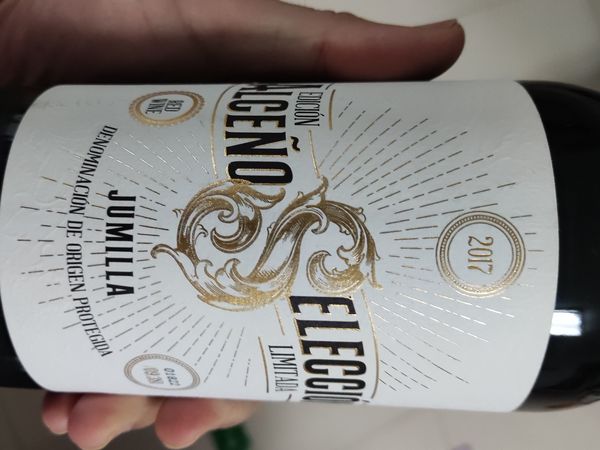 2017
EDICIÓN
ALCEÑO
SELECCIÓ
LIMITADA
RED
WINE
JUMILLA
DENOMINACIÓN DE ORIGEN PROTEGIDA